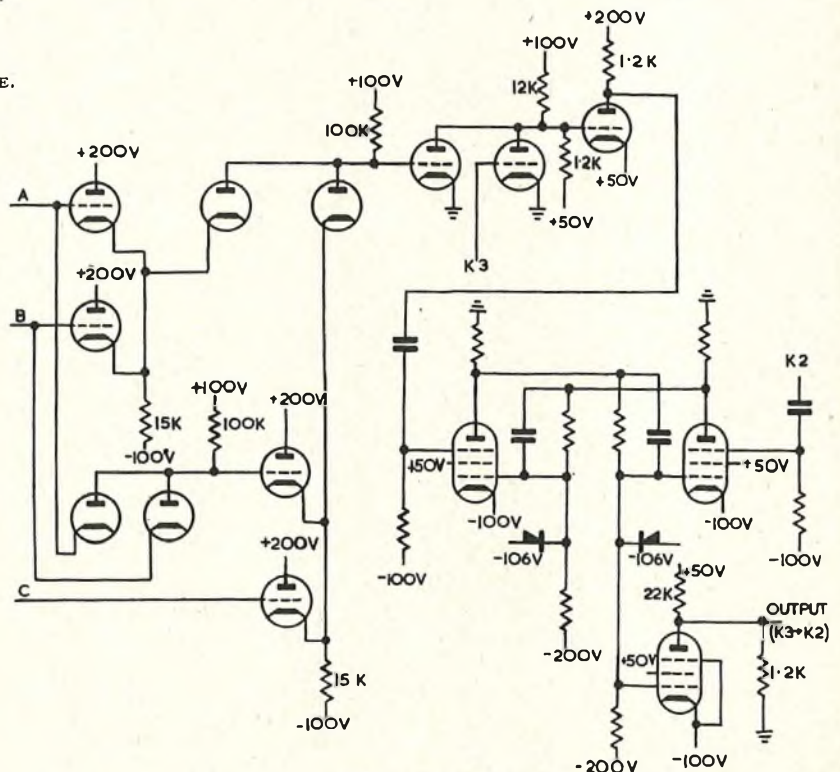 E.
+200V
1·2K
+100V
12K
+100V
100K
+200V
A
1·2K
+50V
+50V
+200V
K3
B
K2
+100V
+200V
15K
100K
-100V
+50V
+50V
-100V
-100V
+200V
-106V
-106V
-100V
-100V
C
+50V
22K
OUTPUT
(K3→K2)
-200V
+50V
1·2K
15 K
-100V
-200V
-100V